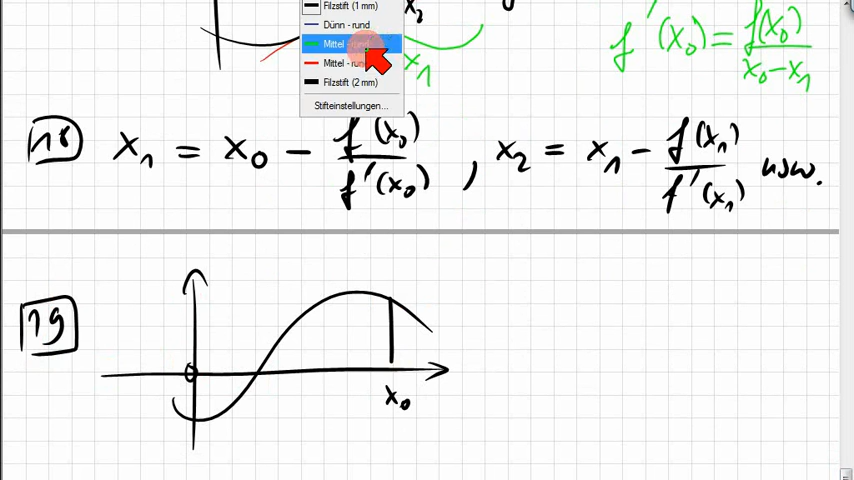 Filzstift (1 mm)
Dünn - rund
Mittel - rund
Mittel - rund
Filzstift (2 mm)
Stifteinstellungen...
x₂
x₁
f'(x₀) = f(x₀) / (x₀ - x₁)
18 x₁ = x₀ - f(x₀) / f'(x₀) , x₂ = x₁ - f(x₁) / f'(x₁) usw.
19
x₀